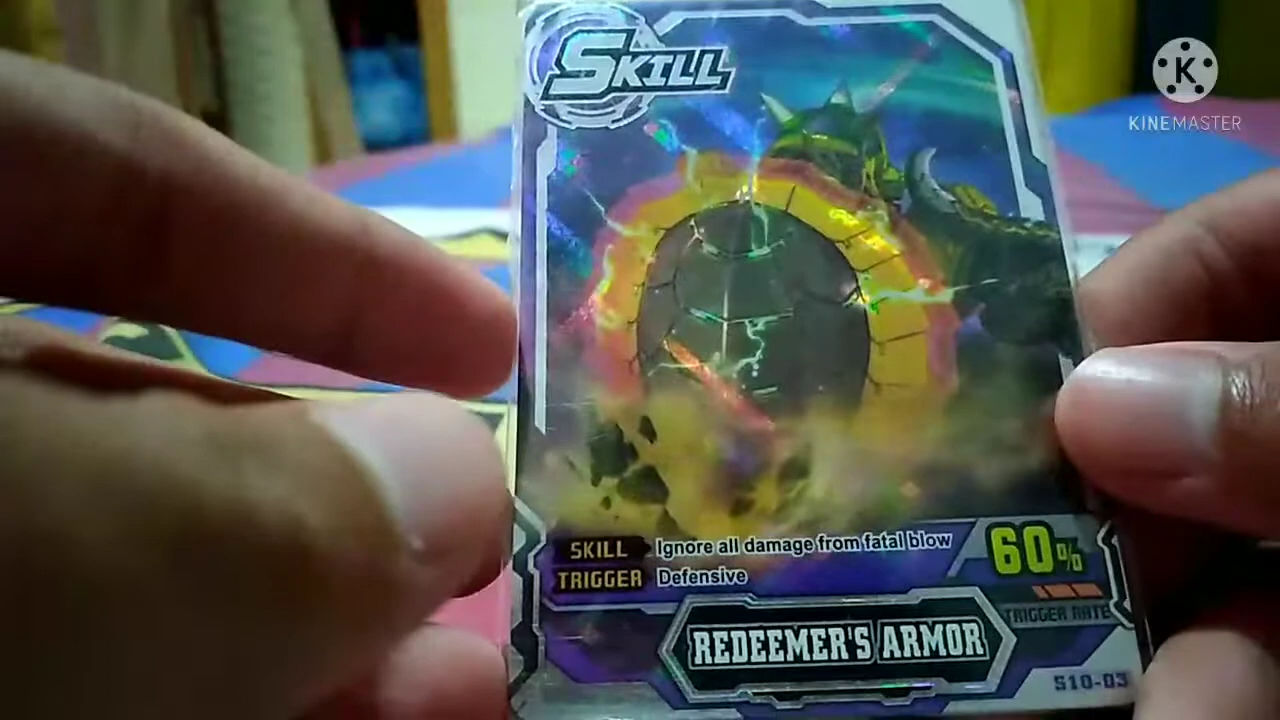 SKILL
KINEMASTER
SKILL Ignore all damage from fatal blow
TRIGGER Defensive
60%
TRIGGER RATE
REDEEMER'S ARMOR
S10-03